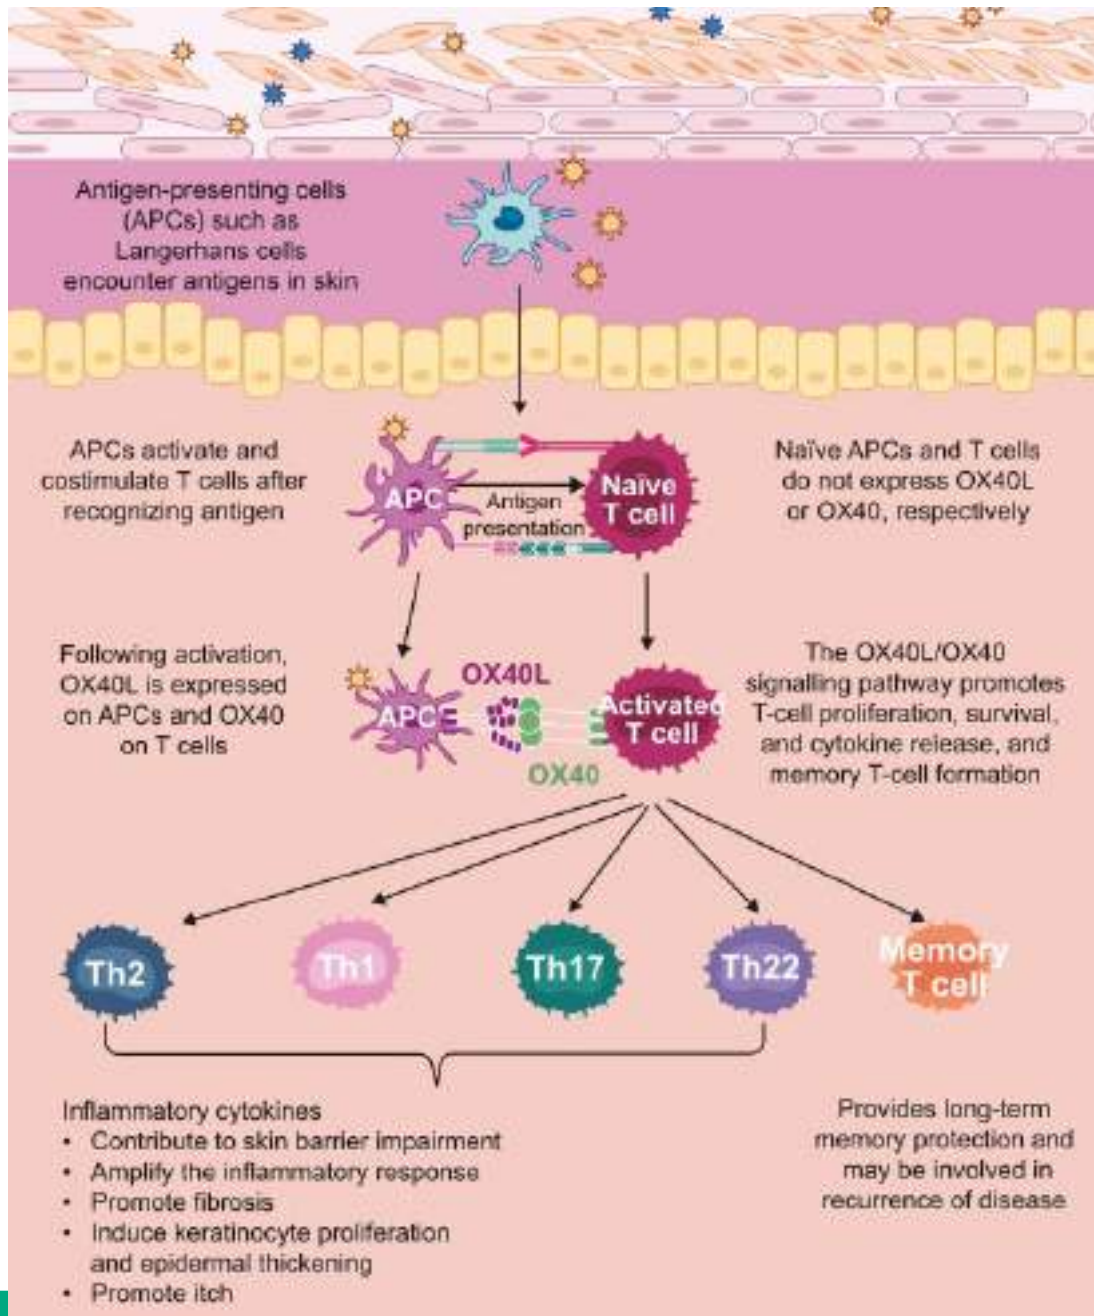 Antigen-presenting cells
(APCs) such as
Langerhans cells
encounter antigens in skin
APCs activate and
costimulate T cells after
recognizing antigen
APC
Antigen
presentation
Naïve
T cell
Naïve APCs and T cells
do not express OX40L
or OX40, respectively
Following activation,
OX40L is expressed
on APCs and OX40
on T cells
OX40L
APC
Activated
T cell
OX40
The OX40L/OX40
signalling pathway promotes
T-cell proliferation, survival,
and cytokine release, and
memory T-cell formation
Th2
Th1
Th17
Th22
Memory
T cell
Inflammatory cytokines
• Contribute to skin barrier impairment
• Amplify the inflammatory response
• Promote fibrosis
• Induce keratinocyte proliferation
and epidermal thickening
• Promote itch
Provides long-term
memory protection and
may be involved in
recurrence of disease